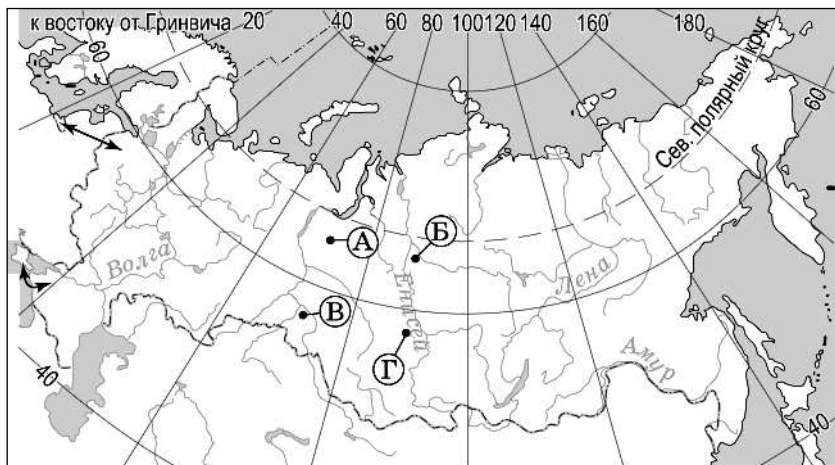 к востоку от Гринвича 20 40 60 80 100 120 140 160 180
60
Сев. полярный круг
60
А
Б
Волга
Енисей
Лена
В
Г
Амур
40
40